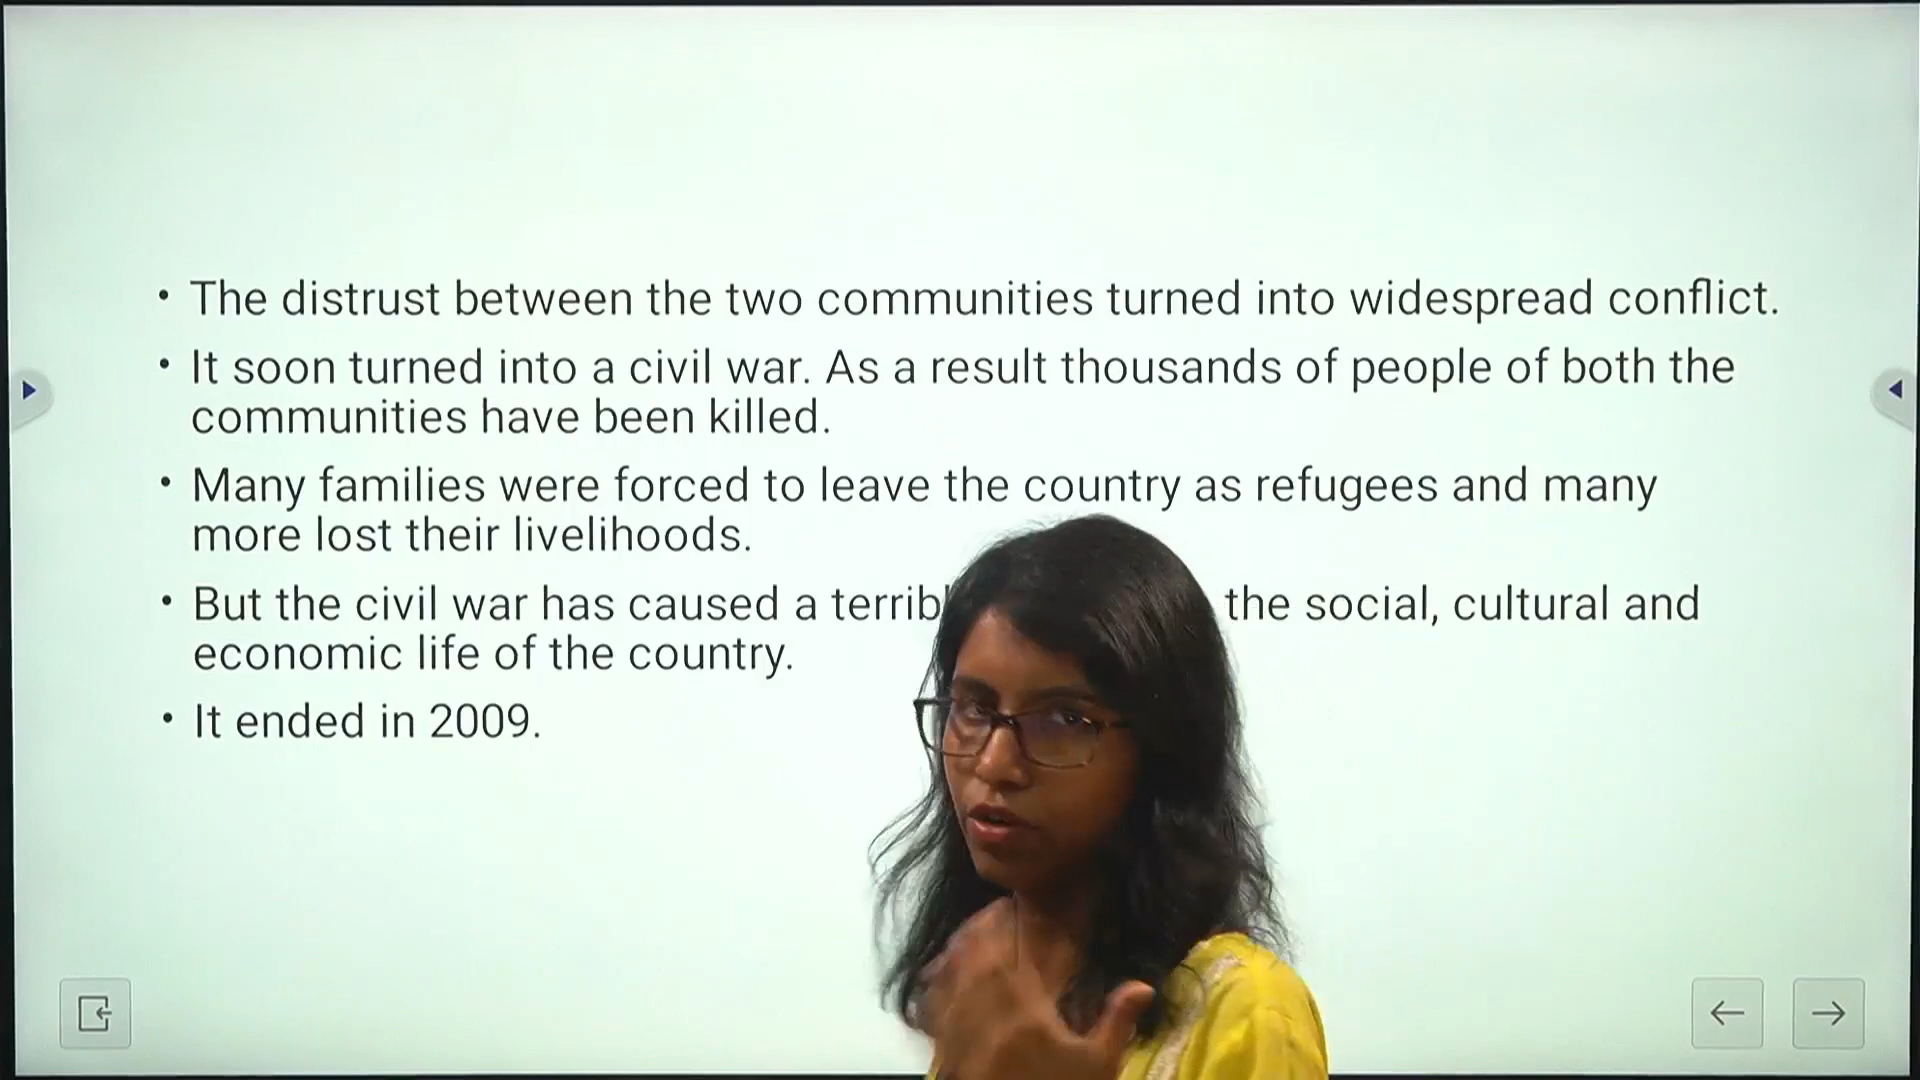 • The distrust between the two communities turned into widespread conflict.
• It soon turned into a civil war. As a result thousands of people of both the
communities have been killed.
• Many families were forced to leave the country as refugees and many
more lost their livelihoods.
• But the civil war has caused a the social, cultural and
economic life of the country.
• It ended in 2009.